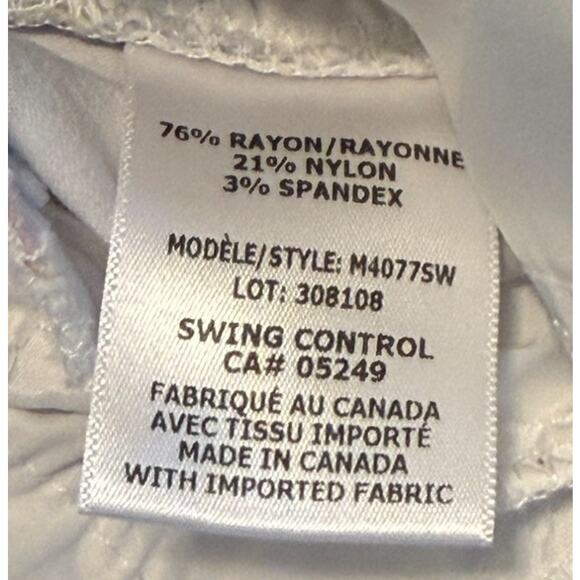 76% RAYON/RAYONNE
21% NYLON
3% SPANDEX
MODÈLE/STYLE: M4077SW
LOT: 308108
SWING CONTROL
CA# 05249
FABRIQUÉ AU CANADA
AVEC TISSU IMPORTÉ
MADE IN CANADA
WITH IMPORTED FABRIC